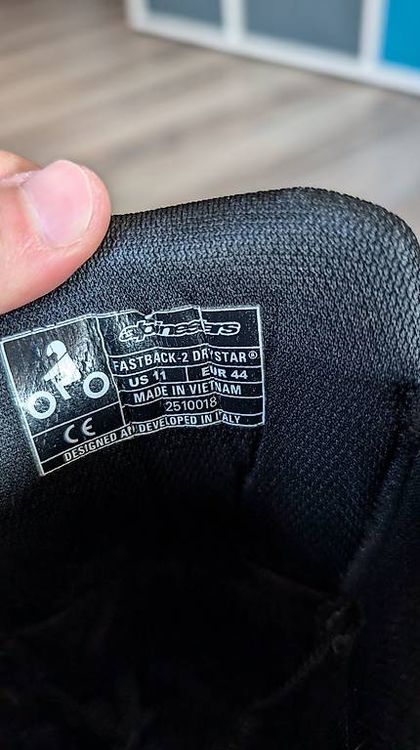 alpinestars
FASTBACK-2 DRYSTAR®
US 11 EUR 44
MADE IN VIETNAM
2510018
CE
DESIGNED AND DEVELOPED IN ITALY